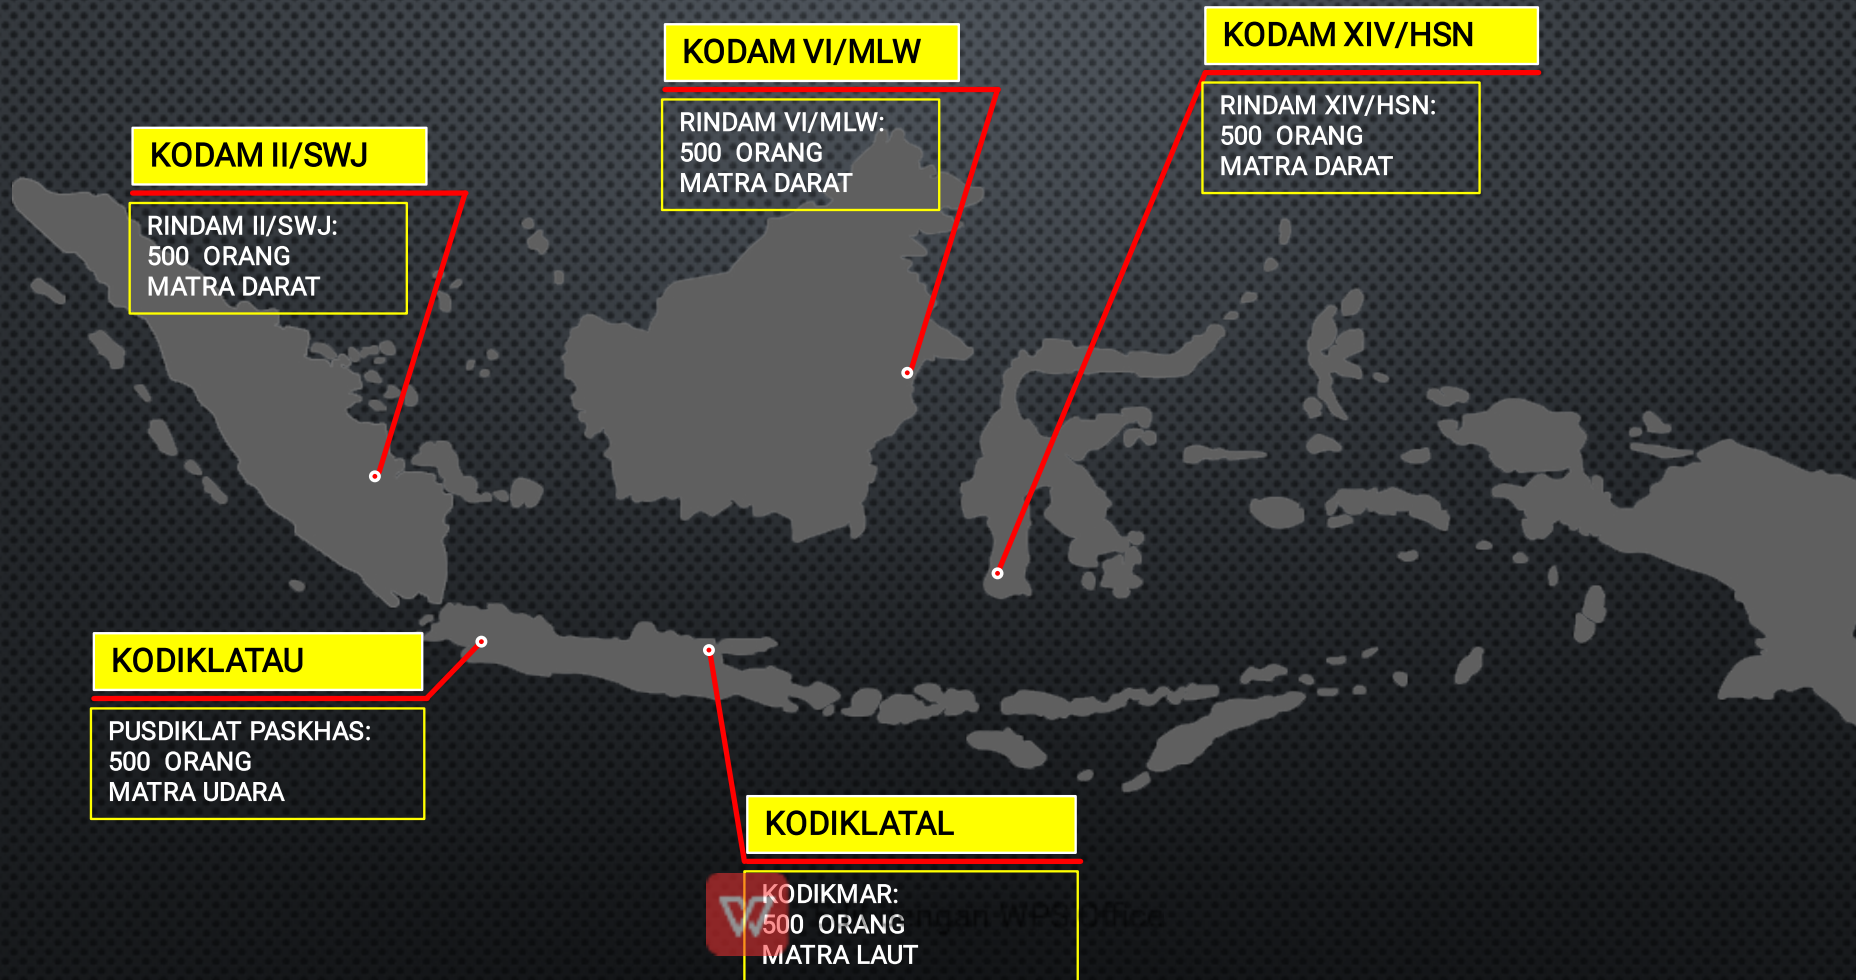 KODAM XIV/HSN
RINDAM XIV/HSN:
500 ORANG
MATRA DARAT
KODAM VI/MLW
RINDAM VI/MLW:
500 ORANG
MATRA DARAT
KODAM II/SWJ
RINDAM II/SWJ:
500 ORANG
MATRA DARAT
KODIKLATAU
PUSDIKLAT PASKHAS:
500 ORANG
MATRA UDARA
KODIKLATAL
KODIKMAR:
500 ORANG
MATRA LAUT